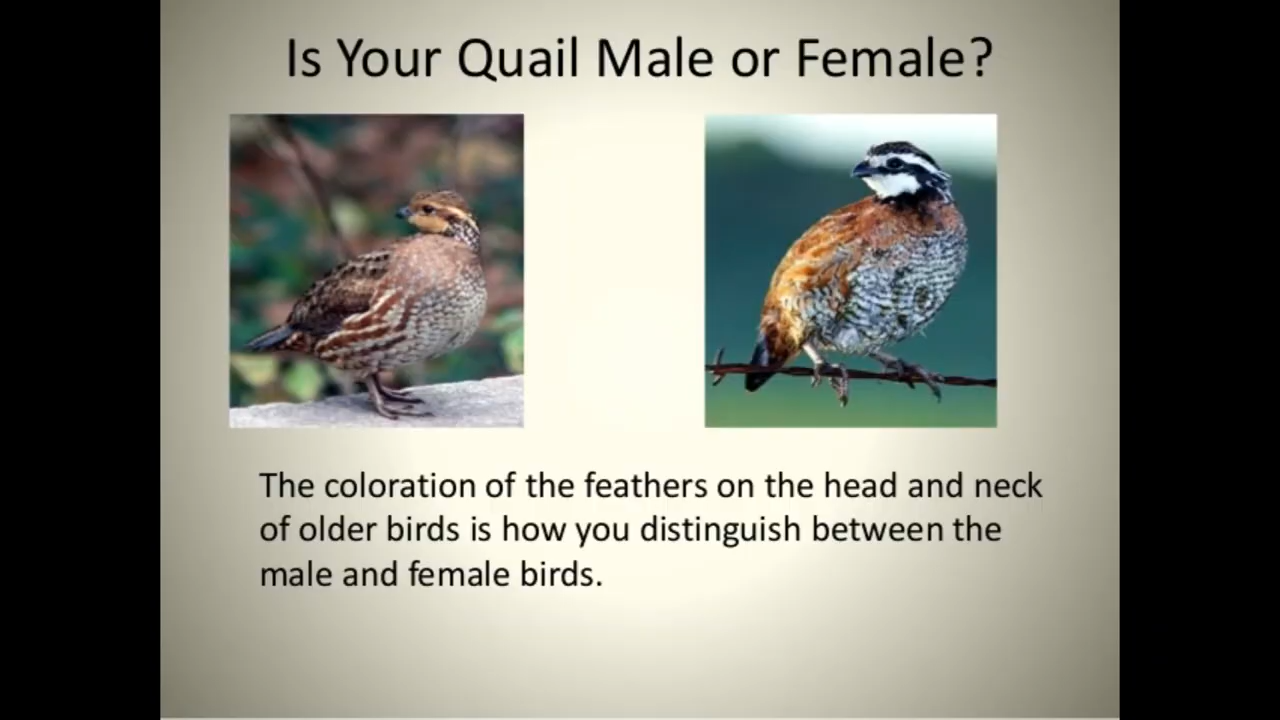 Is Your Quail Male or Female?
The coloration of the feathers on the head and neck
of older birds is how you distinguish between the
male and female birds.